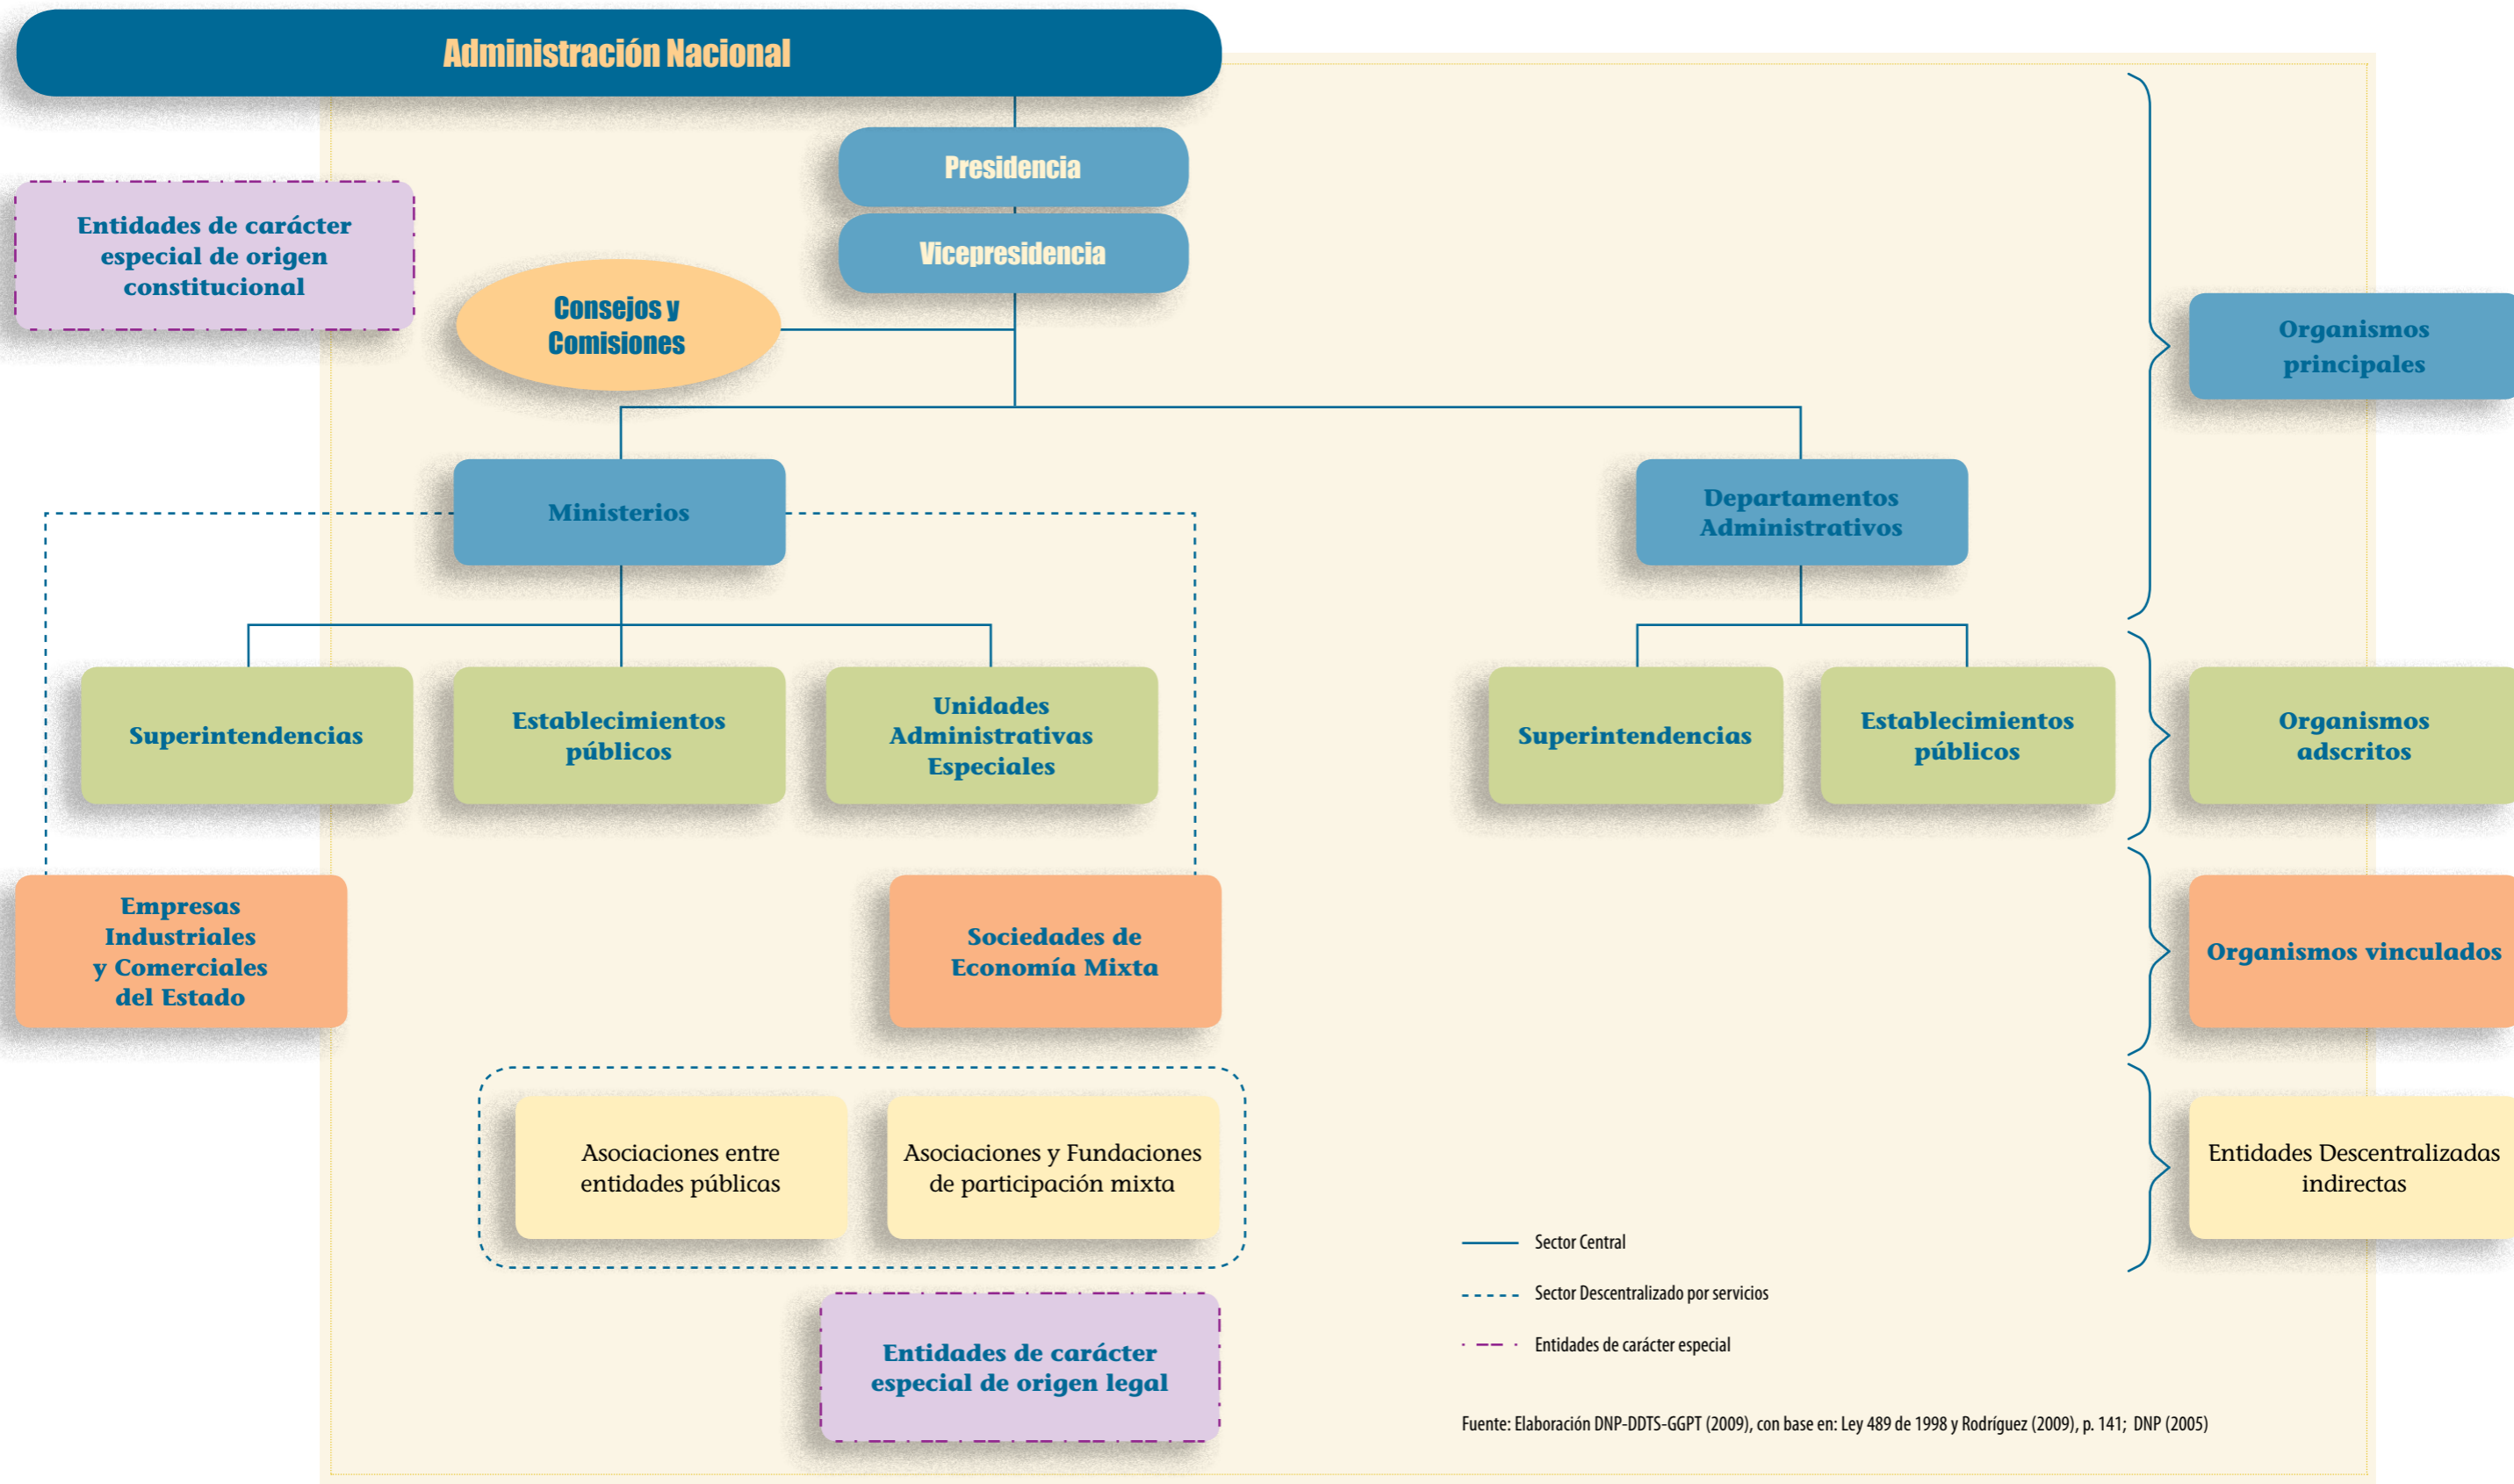 Administración Nacional
Presidencia
Vicepresidencia
Entidades de carácter
especial de origen
constitucional
Consejos y
Comisiones
Organismos
principales
Ministerios
Departamentos
Administrativos
Superintendencias
Establecimientos
públicos
Unidades
Administrativas
Especiales
Superintendencias
Establecimientos
públicos
Organismos
adscritos
Empresas
Industriales
y Comerciales
del Estado
Sociedades de
Economía Mixta
Organismos vinculados
Asociaciones entre
entidades públicas
Asociaciones y Fundaciones
de participación mixta
Entidades Descentralizadas
indirectas
Sector Central
Sector Descentralizado por servicios
Entidades de carácter especial
Entidades de carácter
especial de origen legal
Fuente: Elaboración DNP-DDTS-GGPT (2009), con base en: Ley 489 de 1998 y Rodríguez (2009), p. 141; DNP (2005)